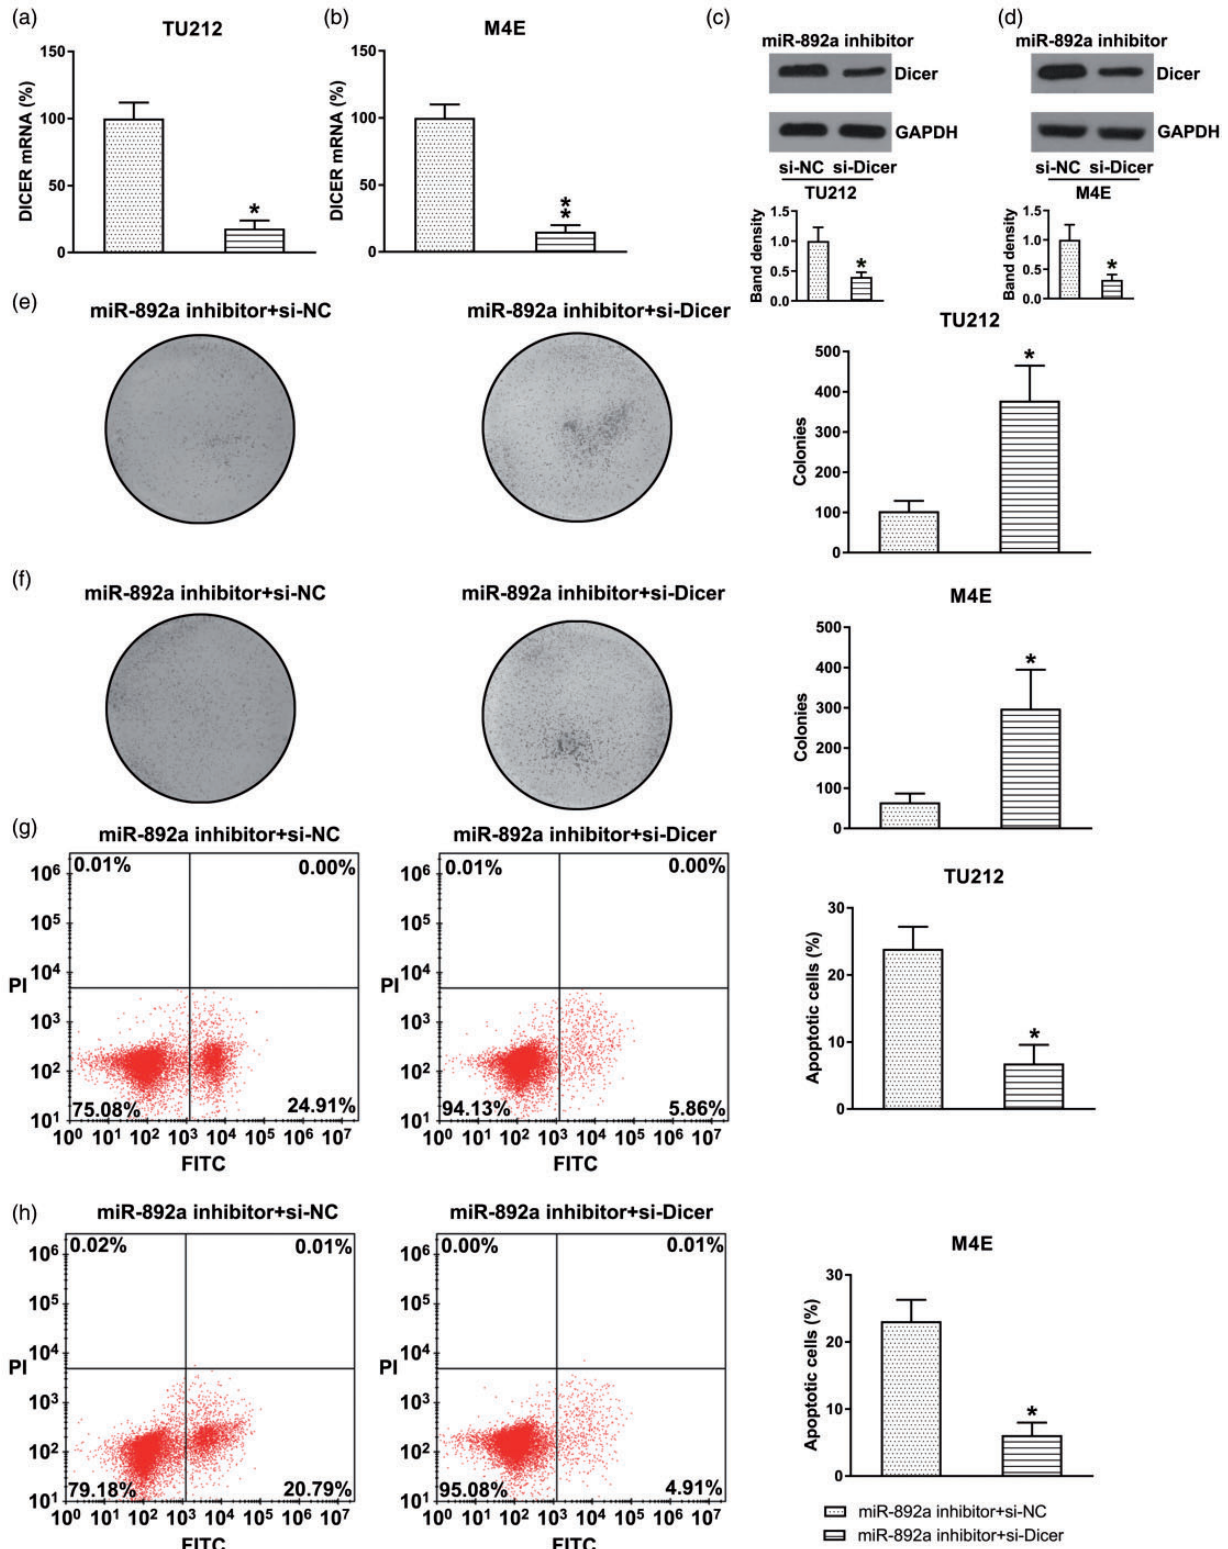 (a)
TU212
DICER mRNA (%)
150
100
50
0
*
(b)
M4E
DICER mRNA (%)
150
100
50
0
*
*
(c)
miR-892a inhibitor
Dicer
GAPDH
si-NC si-Dicer
TU212
Band density
1.5
1.0
0.5
0.0
*
(d)
miR-892a inhibitor
Dicer
GAPDH
si-NC si-Dicer
M4E
Band density
1.5
1.0
0.5
0.0
*
(e)
miR-892a inhibitor+si-NC
miR-892a inhibitor+si-Dicer
TU212
Colonies
500
400
300
200
100
0
*
(f)
miR-892a inhibitor+si-NC
miR-892a inhibitor+si-Dicer
M4E
Colonies
500
400
300
200
100
0
*
(g)
miR-892a inhibitor+si-NC
0.01% 0.00%
75.08% 24.91%
PI
10⁶
10⁵
10⁴
10³
10²
10¹
10⁰ 10¹ 10² 10³ 10⁴ 10⁵ 10⁶ 10⁷
FITC
miR-892a inhibitor+si-Dicer
0.01% 0.00%
94.13% 5.86%
PI
10⁶
10⁵
10⁴
10³
10²
10¹
10⁰ 10¹ 10² 10³ 10⁴ 10⁵ 10⁶ 10⁷
FITC
TU212
Apoptotic cells (%)
30
20
10
0
*
(h)
miR-892a inhibitor+si-NC
0.02% 0.01%
79.18% 20.79%
PI
10⁶
10⁵
10⁴
10³
10²
10¹
10⁰ 10¹ 10² 10³ 10⁴ 10⁵ 10⁶ 10⁷
FITC
miR-892a inhibitor+si-Dicer
0.00% 0.01%
95.08% 4.91%
PI
10⁶
10⁵
10⁴
10³
10²
10¹
10⁰ 10¹ 10² 10³ 10⁴ 10⁵ 10⁶ 10⁷
FITC
M4E
Apoptotic cells (%)
30
20
10
0
*
miR-892a inhibitor+si-NC
miR-892a inhibitor+si-Dicer